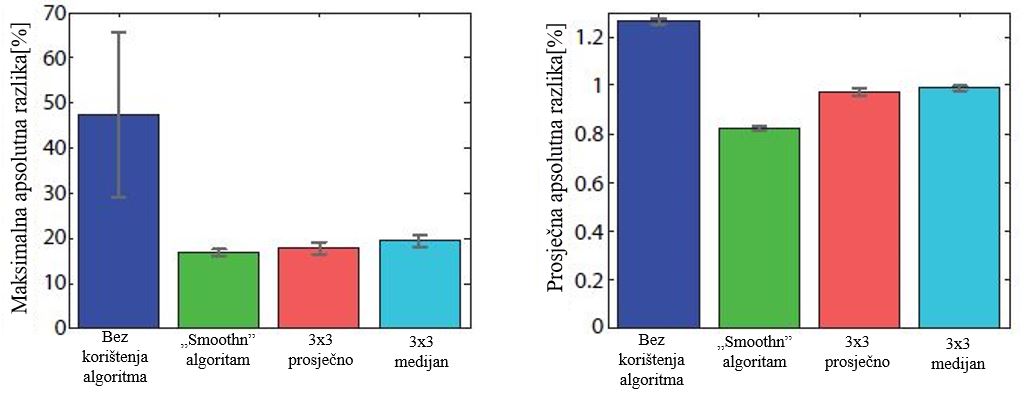 Maksimalna apsolutna razlika[%]
70
60
50
40
30
20
10
0
Bez
korištenja
algoritma
„Smoothn”
algoritam
3x3
prosječno
3x3
medijan
Prosječna apsolutna razlika[%]
1.2
1
0.8
0.6
0.4
0.2
0
Bez
korištenja
algoritma
„Smoothn”
algoritam
3x3
prosječno
3x3
medijan